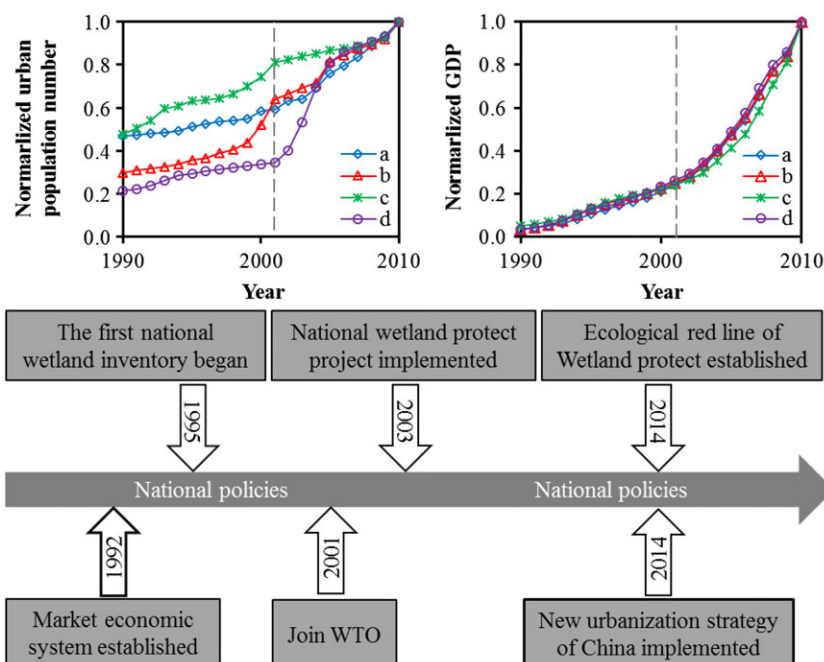 Normarlized urban
population number
1.0
0.8
0.6
0.4
0.2
0.0
1990
2000
2010
Year
a
b
c
d
Normarlized GDP
1.0
0.8
0.6
0.4
0.2
0.0
1990
2000
2010
Year
a
b
c
d
The first national
wetland inventory began
National wetland protect
project implemented
Ecological red line of
Wetland protect established
1995
2003
2014
National policies
National policies
1992
2001
2014
Market economic
system established
Join WTO
New urbanization strategy
of China implemented